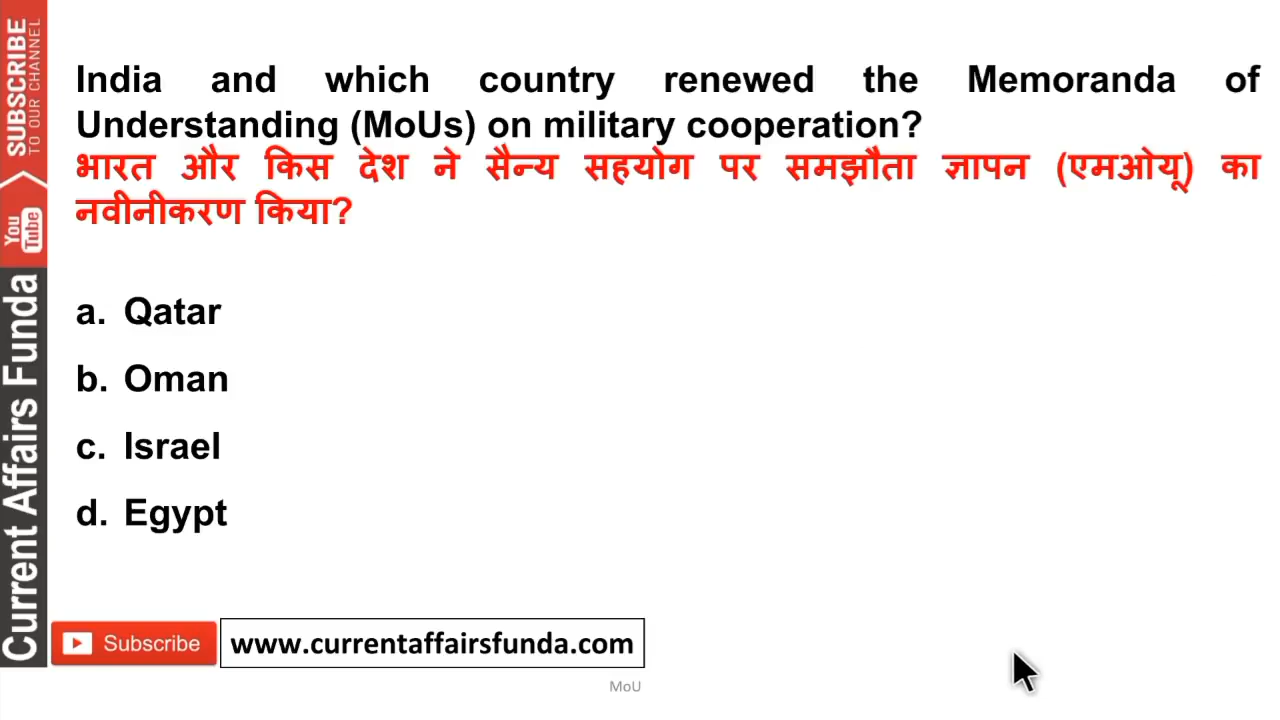 India and which country renewed the Memoranda of
Understanding (MoUs) on military cooperation?
भारत और किस देश ने सैन्य सहयोग पर समझौता ज्ञापन (एमओयू) का
नवीनीकरण किया?
a. Qatar
b. Oman
c. Israel
d. Egypt
SUBSCRIBE
TO OUR CHANNEL
You
Tube
Current Affairs Funda
Subscribe
www.currentaffairsfunda.com
MoU